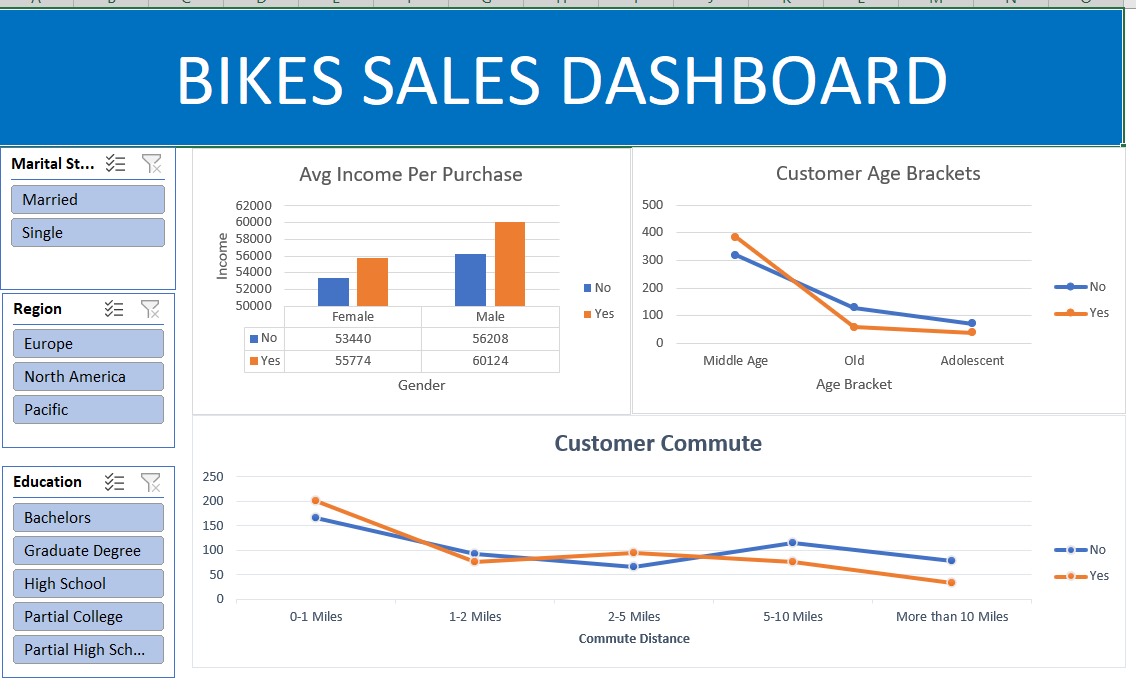 BIKES SALES DASHBOARD
Marital St...
Married
Single
Region
Europe
North America
Pacific
Education
Bachelors
Graduate Degree
High School
Partial College
Partial High Sch...
Avg Income Per Purchase
62000
60000
58000
56000
54000
52000
50000
Income
Female Male
No 53440 56208
Yes 55774 60124
Gender
No
Yes
Customer Age Brackets
500
400
300
200
100
0
Middle Age Old Adolescent
Age Bracket
No
Yes
Customer Commute
250
200
150
100
50
0
0-1 Miles 1-2 Miles 2-5 Miles 5-10 Miles More than 10 Miles
Commute Distance
No
Yes